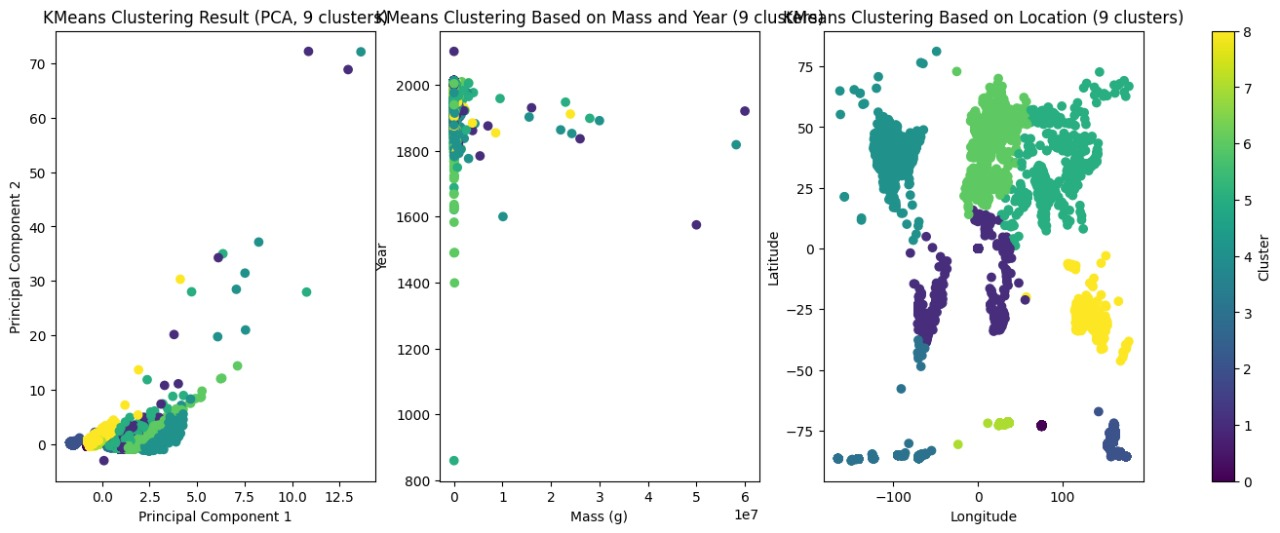 KMeans Clustering Result (PCA, 9 clusters)
KMeans Clustering Based on Mass and Year (9 clusters)
KMeans Clustering Based on Location (9 clusters)
70
60
50
40
30
20
10
0
Principal Component 2
0.0 2.5 5.0 7.5 10.0 12.5
Principal Component 1
2000
1800
1600
1400
1200
1000
800
Year
0 1 2 3 4 5 6
1e7
Mass (g)
75
50
25
0
−25
−50
−75
Latitude
−100 0 100
Longitude
8
7
6
5
4
3
2
1
0
Cluster